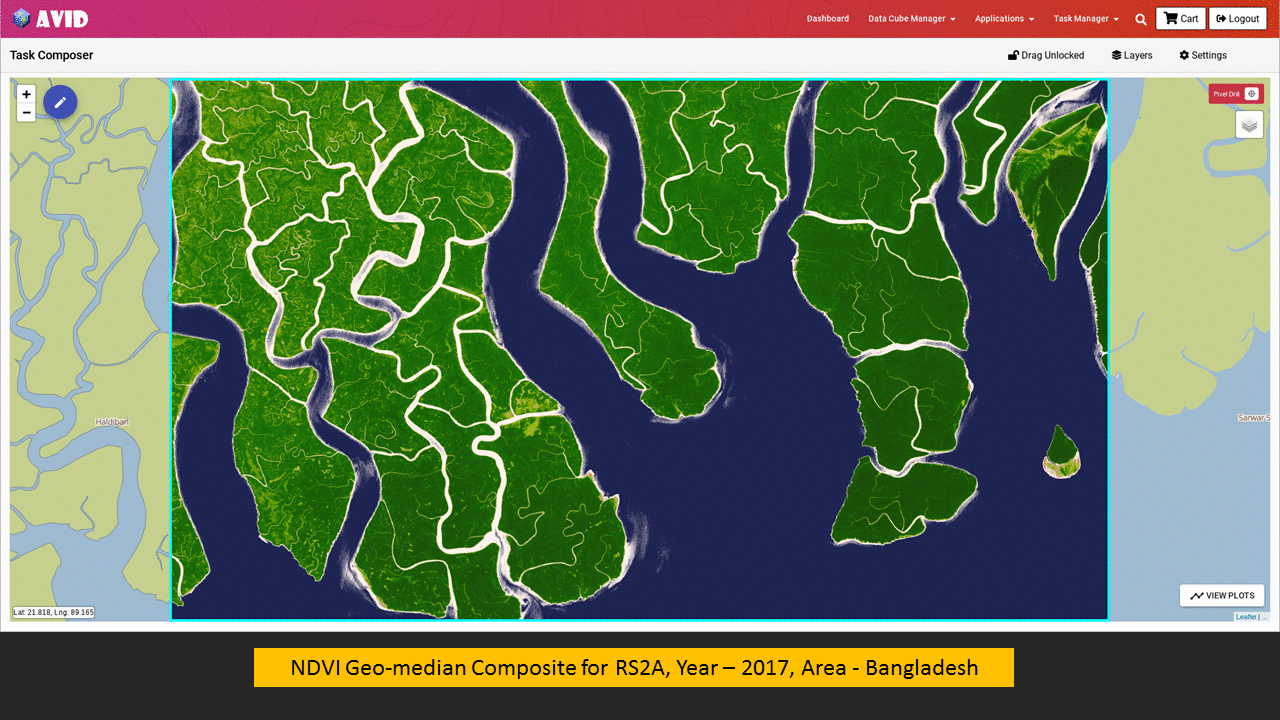 AVID
Dashboard
Data Cube Manager
Applications
Task Manager
Cart
Logout
Task Composer
Drag Unlocked
Layers
Settings
+
−
Pixel Drill
Haldibari
Sarwar-S
Lat: 21.818, Lng: 89.165
VIEW PLOTS
Leaflet | ...
NDVI Geo-median Composite for RS2A, Year – 2017, Area - Bangladesh